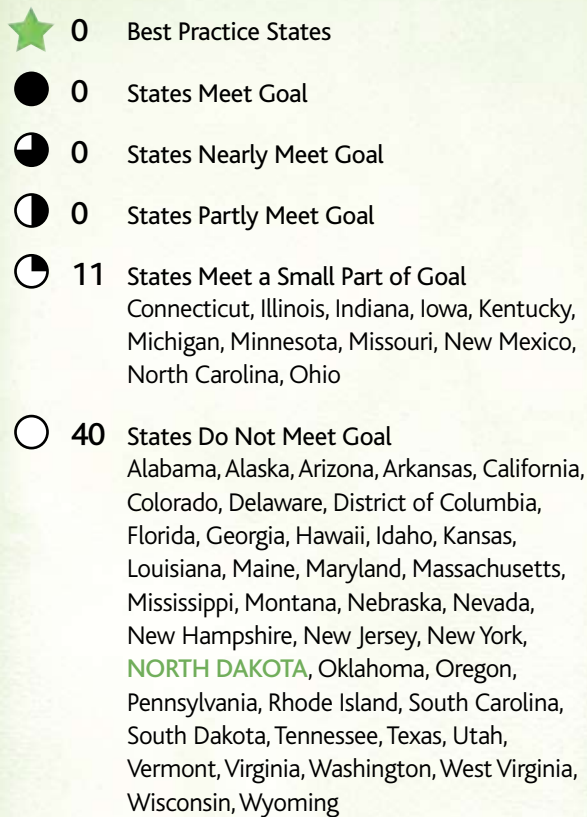 0 Best Practice States
0 States Meet Goal
0 States Nearly Meet Goal
0 States Partly Meet Goal
11 States Meet a Small Part of Goal
Connecticut, Illinois, Indiana, Iowa, Kentucky,
Michigan, Minnesota, Missouri, New Mexico,
North Carolina, Ohio
40 States Do Not Meet Goal
Alabama, Alaska, Arizona, Arkansas, California,
Colorado, Delaware, District of Columbia,
Florida, Georgia, Hawaii, Idaho, Kansas,
Louisiana, Maine, Maryland, Massachusetts,
Mississippi, Montana, Nebraska, Nevada,
New Hampshire, New Jersey, New York,
NORTH DAKOTA, Oklahoma, Oregon,
Pennsylvania, Rhode Island, South Carolina,
South Dakota, Tennessee, Texas, Utah,
Vermont, Virginia, Washington, West Virginia,
Wisconsin, Wyoming